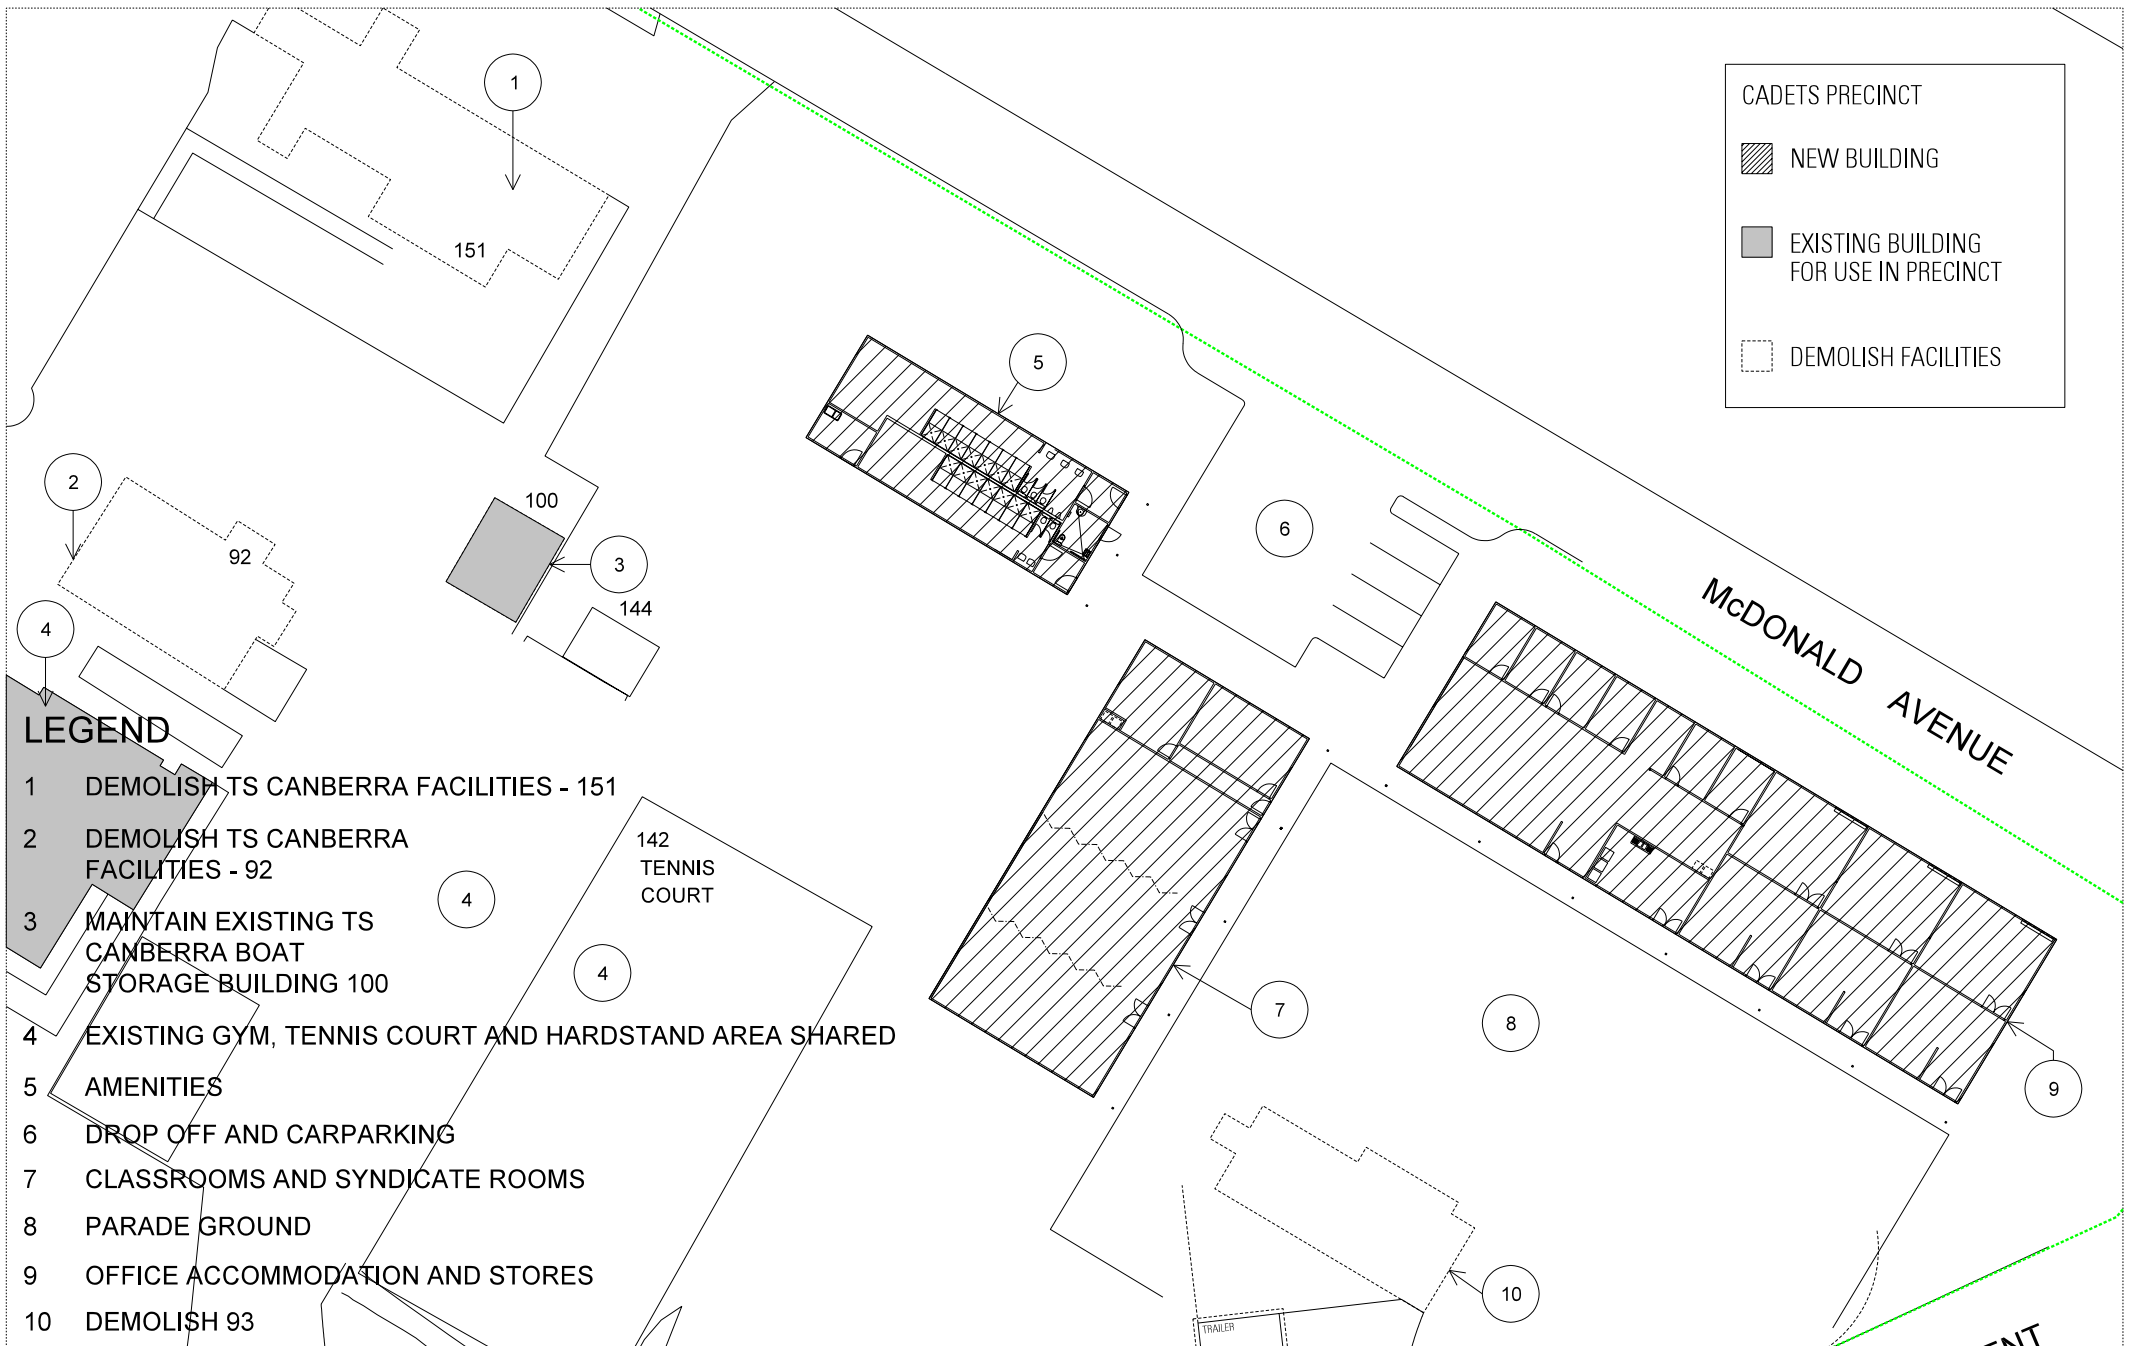 1
151
CADETS PRECINCT
NEW BUILDING
EXISTING BUILDING
FOR USE IN PRECINCT
DEMOLISH FACILITIES
5
2
92
100
3
144
4
6
McDONALD AVENUE
142
TENNIS
COURT
4
4
7
8
9
10
TRAILER
LEGEND
1 DEMOLISH TS CANBERRA FACILITIES - 151
2 DEMOLISH TS CANBERRA
FACILITIES - 92
3 MAINTAIN EXISTING TS
CANBERRA BOAT
STORAGE BUILDING 100
4 EXISTING GYM, TENNIS COURT AND HARDSTAND AREA SHARED
5 AMENITIES
6 DROP OFF AND CARPARKING
7 CLASSROOMS AND SYNDICATE ROOMS
8 PARADE GROUND
9 OFFICE ACCOMMODATION AND STORES
10 DEMOLISH 93